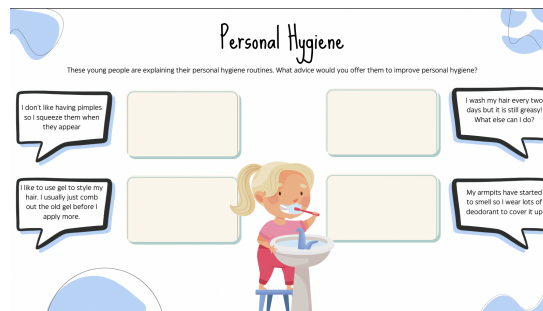 Personal Hygiene
These young people are explaining their personal hygiene routines. What advice would you offer them to improve personal hygiene?
I don't like having pimples
so I squeeze them when
they appear
I wash my hair every two
days but it is still greasy!
What else can I do?
I like to use gel to style my
hair. I usually just comb
out the old gel before I
apply more.
My armpits have started
to smell so I wear lots of
deodorant to cover it up